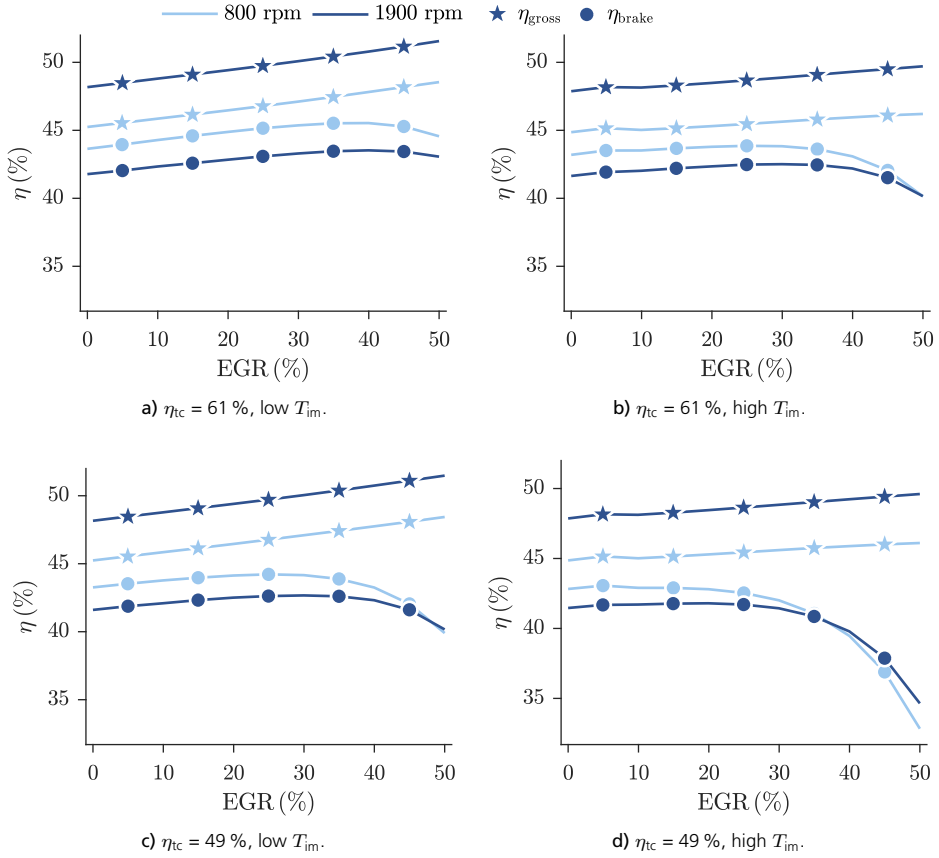 800 rpm 1900 rpm ★ ηgross ● ηbrake
50
45
40
35
η (%)
0 10 20 30 40 50
EGR (%)
a) ηtc = 61 %, low Tim.
50
45
40
35
η (%)
0 10 20 30 40 50
EGR (%)
b) ηtc = 61 %, high Tim.
50
45
40
35
η (%)
0 10 20 30 40 50
EGR (%)
c) ηtc = 49 %, low Tim.
50
45
40
35
η (%)
0 10 20 30 40 50
EGR (%)
d) ηtc = 49 %, high Tim.